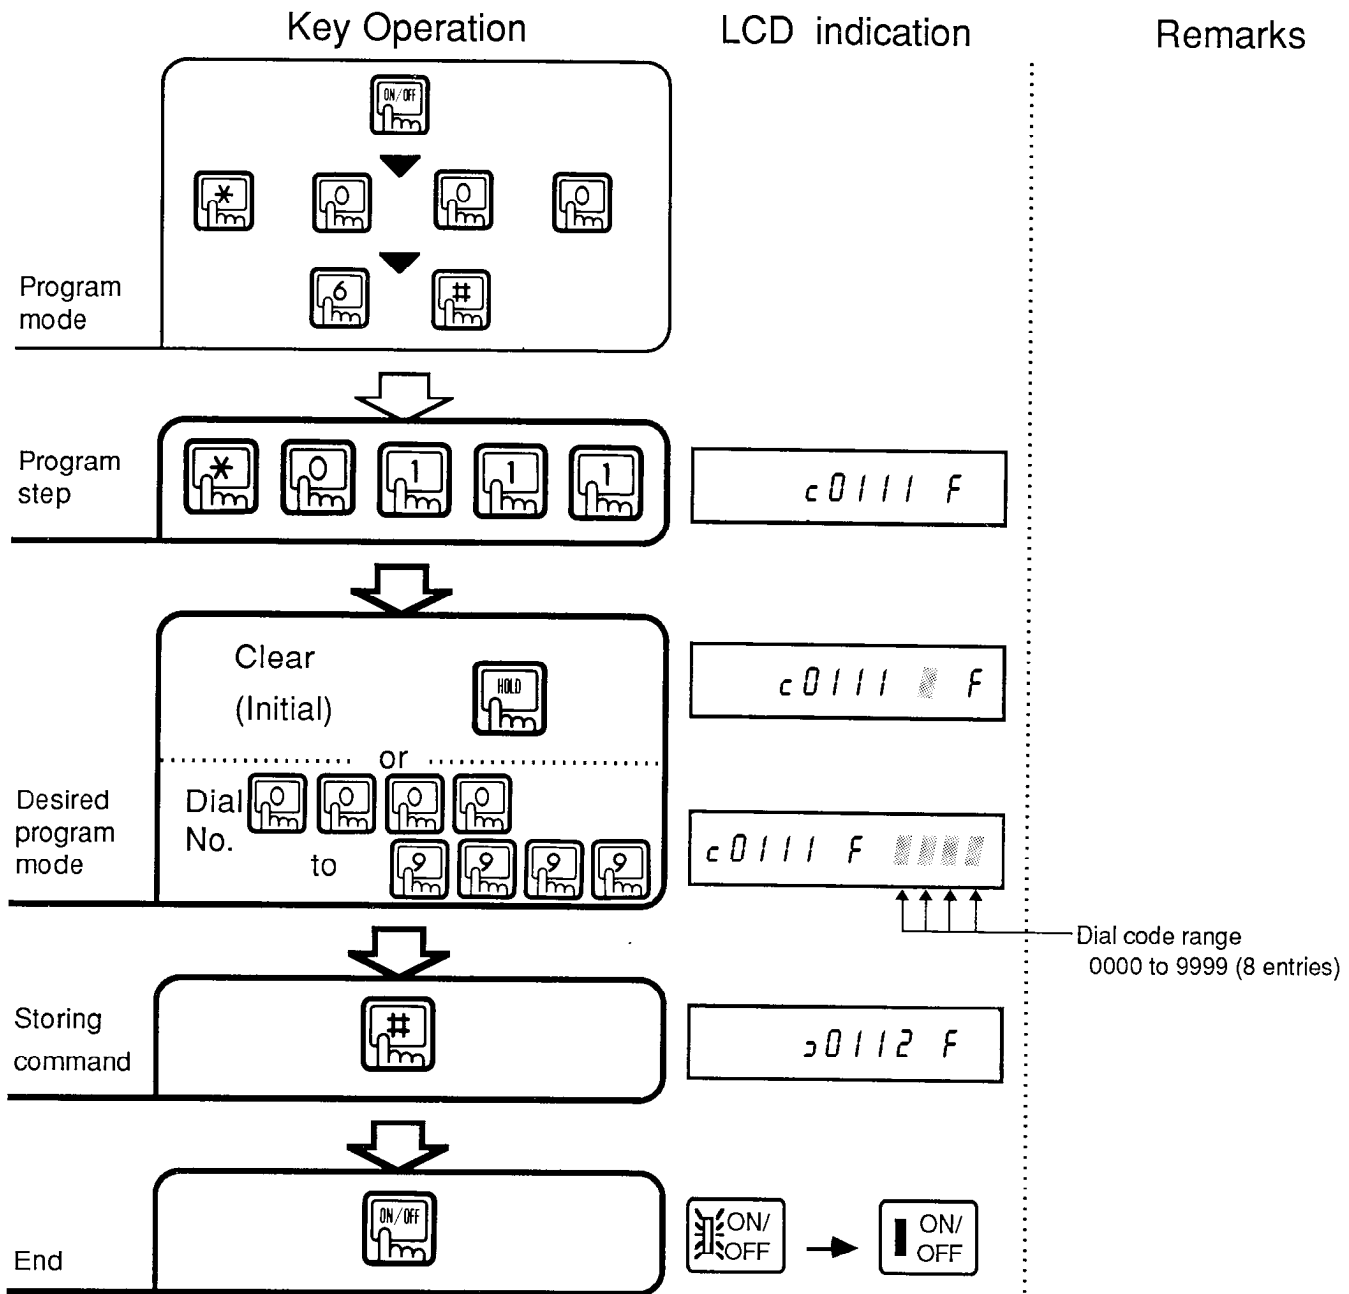 Key Operation
LCD indication
Remarks
ON/OFF
* 0 0 0
6 #
Program
mode
Program
step
* 0 1 1 1
c0111 F
Clear
(Initial)
HOLD
c0111 F
or
Desired
program
mode
Dial
No.
0 0 0 0
to
9 9 9 9
c0111 F
Dial code range
0000 to 9999 (8 entries)
Storing
command
#
ɔ0112 F
End
ON/OFF
ON/
OFF
ON/
OFF